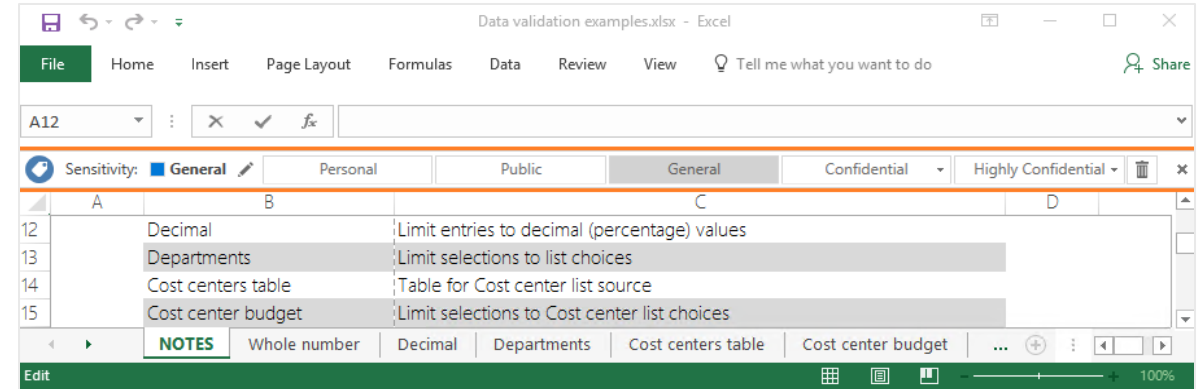 Data validation examples.xlsx - Excel
File Home Insert Page Layout Formulas Data Review View Tell me what you want to do Share
A12 fx
Sensitivity: General Personal Public General Confidential Highly Confidential
A B C D
12 Decimal Limit entries to decimal (percentage) values
13 Departments Limit selections to list choices
14 Cost centers table Table for Cost center list source
15 Cost center budget Limit selections to Cost center list choices
NOTES Whole number Decimal Departments Cost centers table Cost center budget ...
Edit 100%